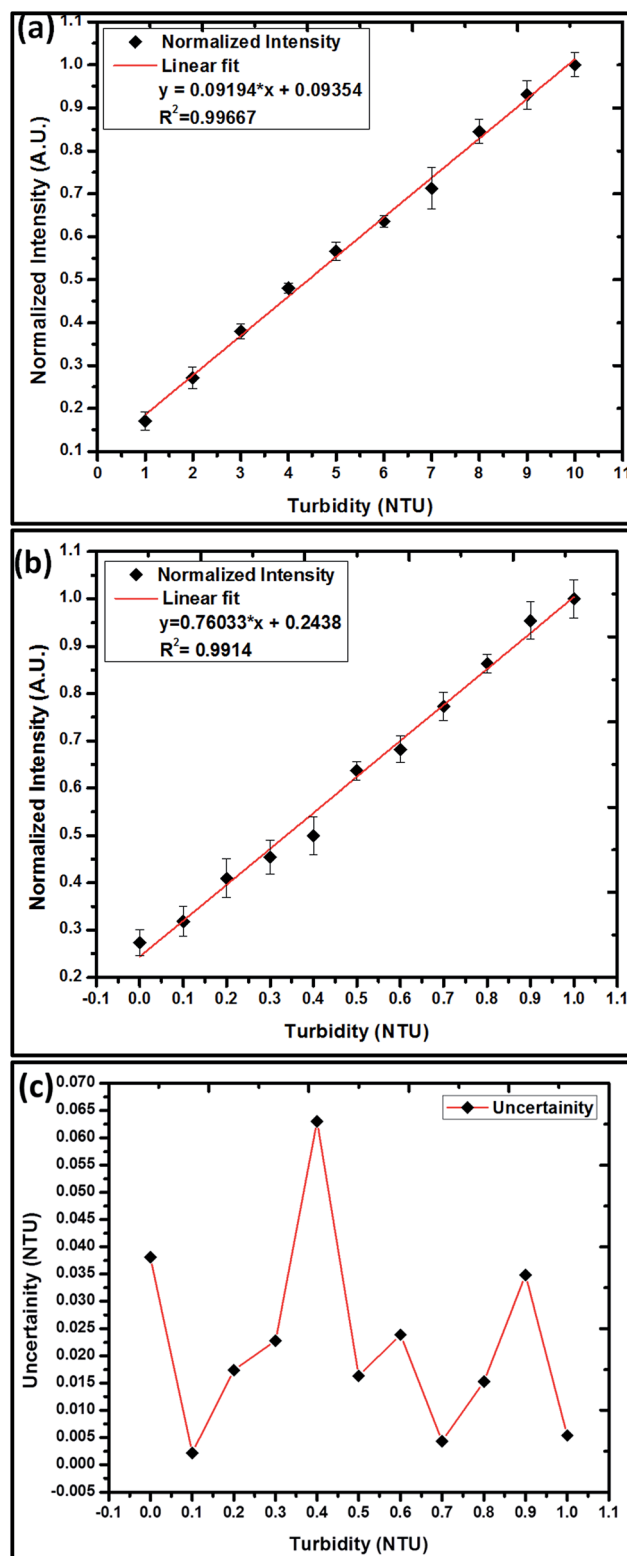 (a)
Normalized Intensity
Linear fit
y = 0.09194*x + 0.09354
R²=0.99667
Normalized Intensity (A.U.)
1.1
1.0
0.9
0.8
0.7
0.6
0.5
0.4
0.3
0.2
0.1
0 1 2 3 4 5 6 7 8 9 10 11
Turbidity (NTU)
(b)
Normalized Intensity
Linear fit
y=0.76033*x + 0.2438
R²= 0.9914
Normalized Intensity (A.U.)
1.1
1.0
0.9
0.8
0.7
0.6
0.5
0.4
0.3
0.2
-0.1 0.0 0.1 0.2 0.3 0.4 0.5 0.6 0.7 0.8 0.9 1.0 1.1
Turbidity (NTU)
(c)
Uncertainity
Uncertainity (NTU)
0.070
0.065
0.060
0.055
0.050
0.045
0.040
0.035
0.030
0.025
0.020
0.015
0.010
0.005
0.000
-0.005
-0.1 0.0 0.1 0.2 0.3 0.4 0.5 0.6 0.7 0.8 0.9 1.0 1.1
Turbidity (NTU)